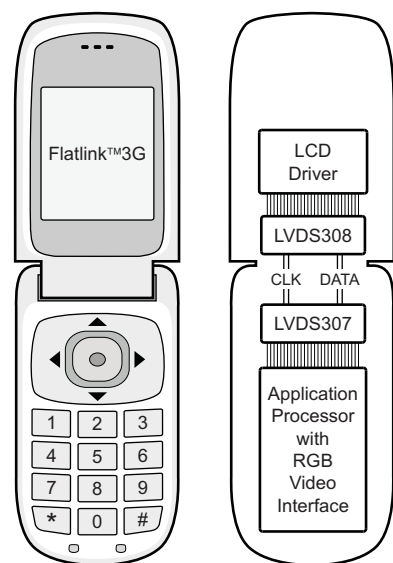 Flatlink™3G
1 2 3
4 5 6
7 8 9
* 0 #
LCD
Driver
LVDS308
CLK DATA
LVDS307
Application
Processor
with
RGB
Video
Interface